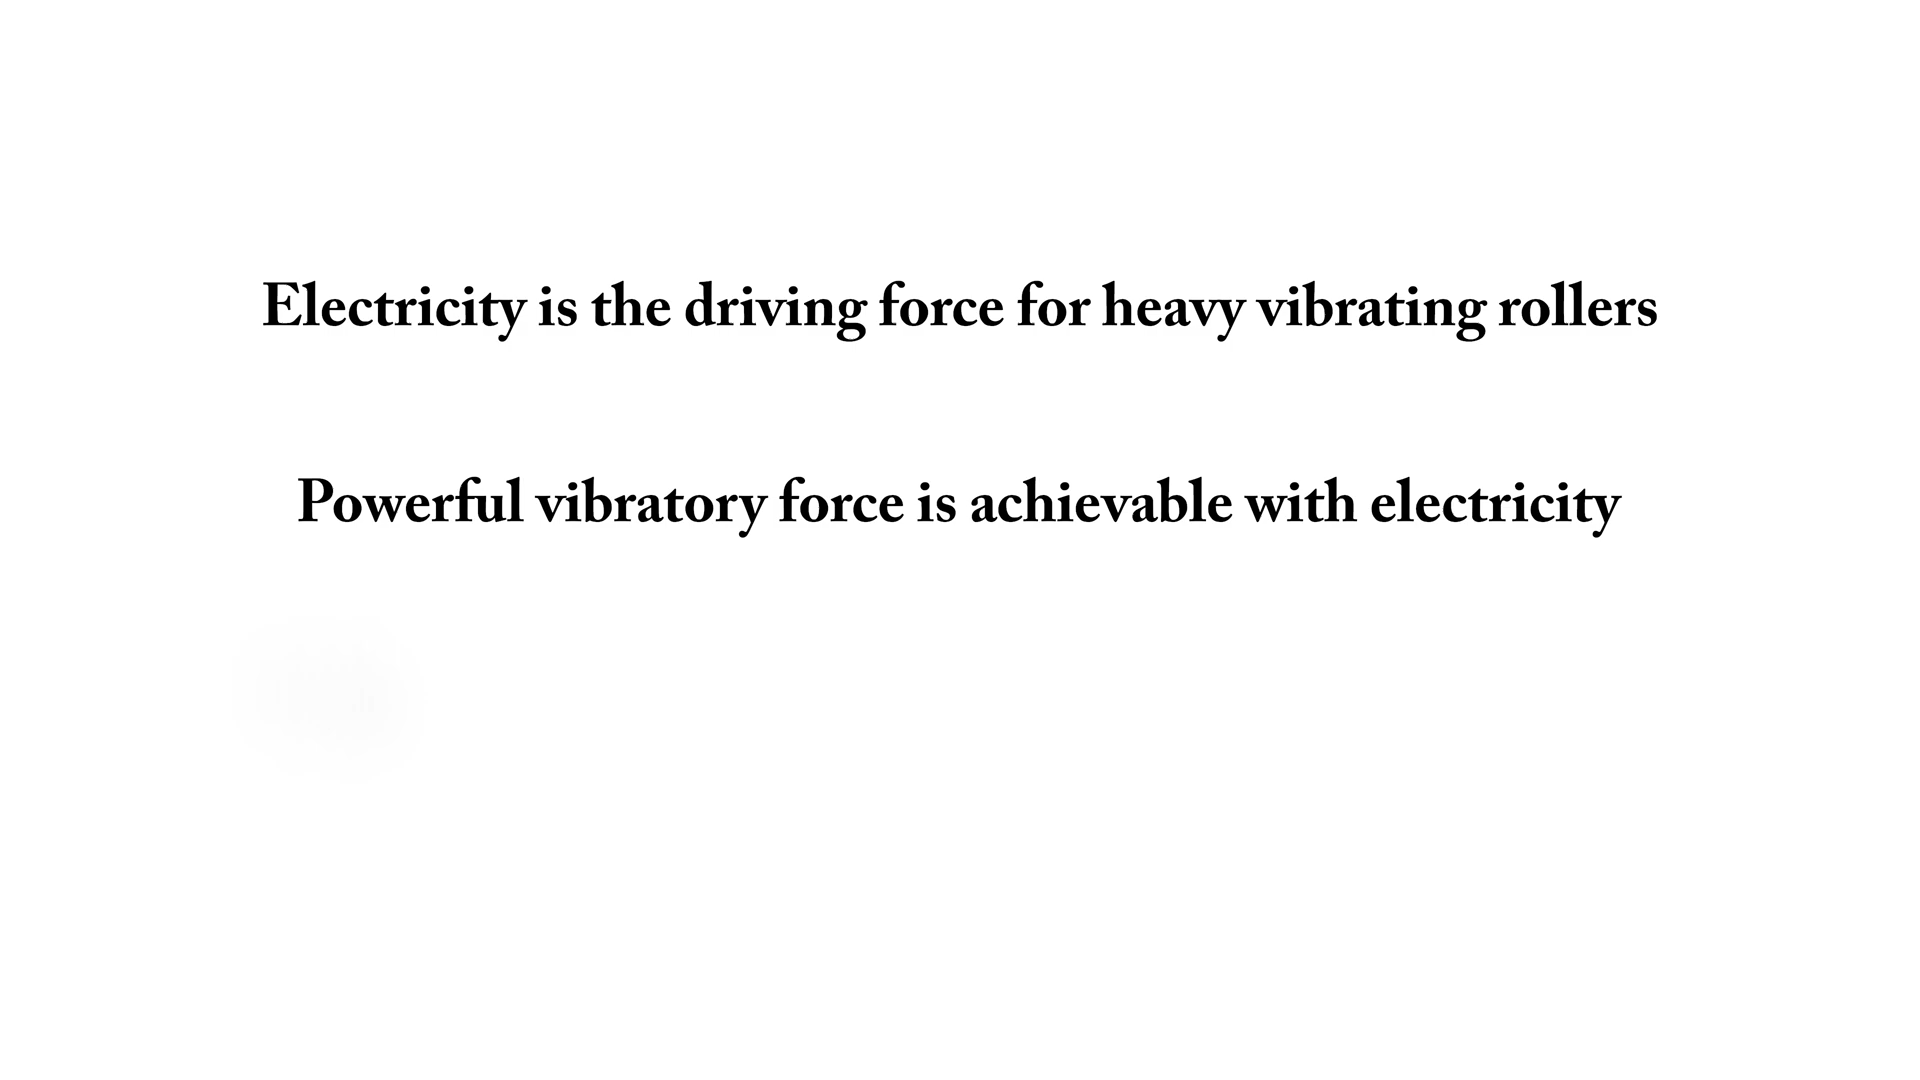 Electricity is the driving force for heavy vibrating rollers
Powerful vibratory force is achievable with electricity